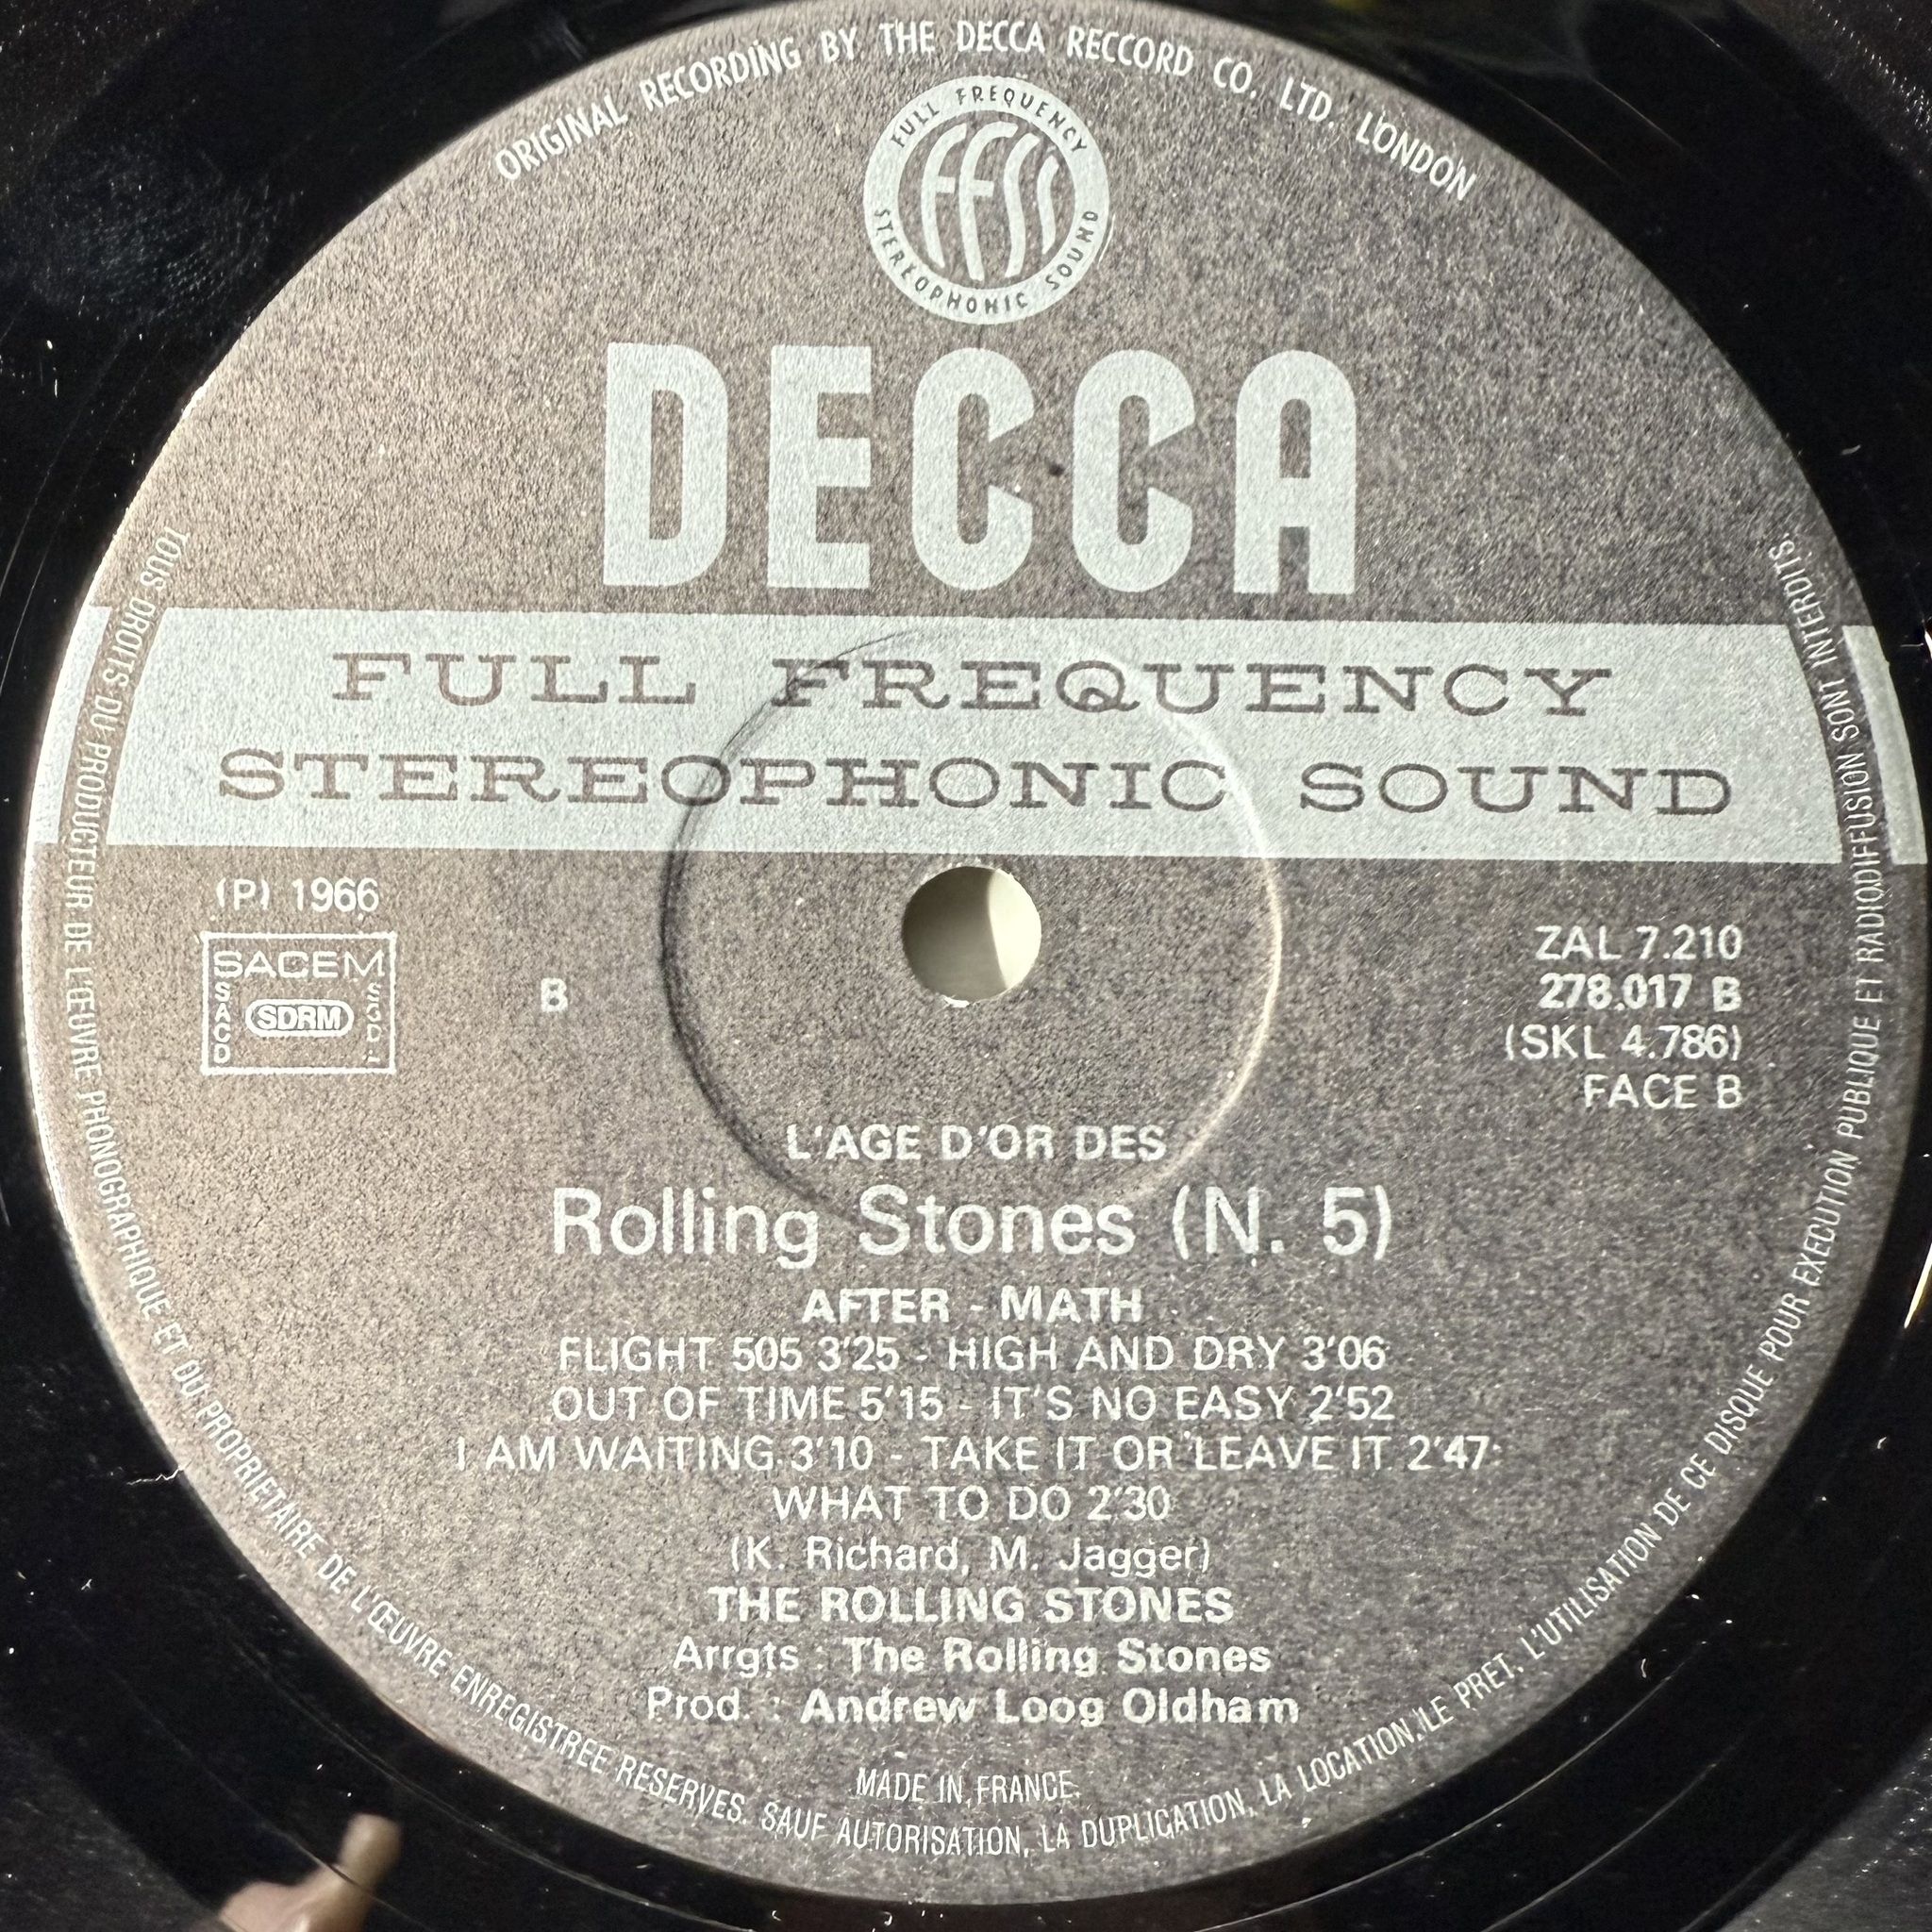 ORIGINAL RECORDING BY THE DECCA RECCORD CO. LTD. LONDON
FULL FREQUENCY
FFSS
STEREOPHONIC SOUND
DECCA
FULL FREQUENCY
STEREOPHONIC SOUND
(P) 1966
SACEM
SACD
SDRM
B
ZAL 7.210
278.017 B
(SKL 4.786)
FACE B
L'AGE D'OR DES
Rolling Stones (N. 5)
AFTER - MATH
FLIGHT 505 3'25 - HIGH AND DRY 3'06
OUT OF TIME 5'15 - IT'S NO EASY 2'52
I AM WAITING 3'10 - TAKE IT OR LEAVE IT 2'47
WHAT TO DO 2'30
(K. Richard, M. Jagger)
THE ROLLING STONES
Arrgts : The Rolling Stones
Prod. : Andrew Loog Oldham
MADE IN FRANCE
TOUS DROITS DU PRODUCTEUR DE L'ŒUVRE PHONOGRAPHIQUE ET DU PROPRIETAIRE DE L'ŒUVRE ENREGISTREE RESERVES. SAUF AUTORISATION, LA DUPLICATION, LA LOCATION, LE PRET, L'UTILISATION DE CE DISQUE POUR EXECUTION PUBLIQUE ET RADIODIFFUSION SONT INTERDITS.